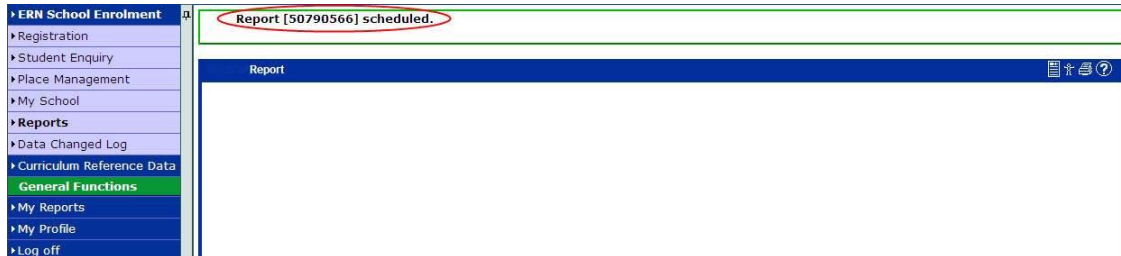 ERN School Enrolment
Registration
Student Enquiry
Place Management
My School
Reports
Data Changed Log
Curriculum Reference Data
General Functions
My Reports
My Profile
Log off
Report [50790566] scheduled.
Report